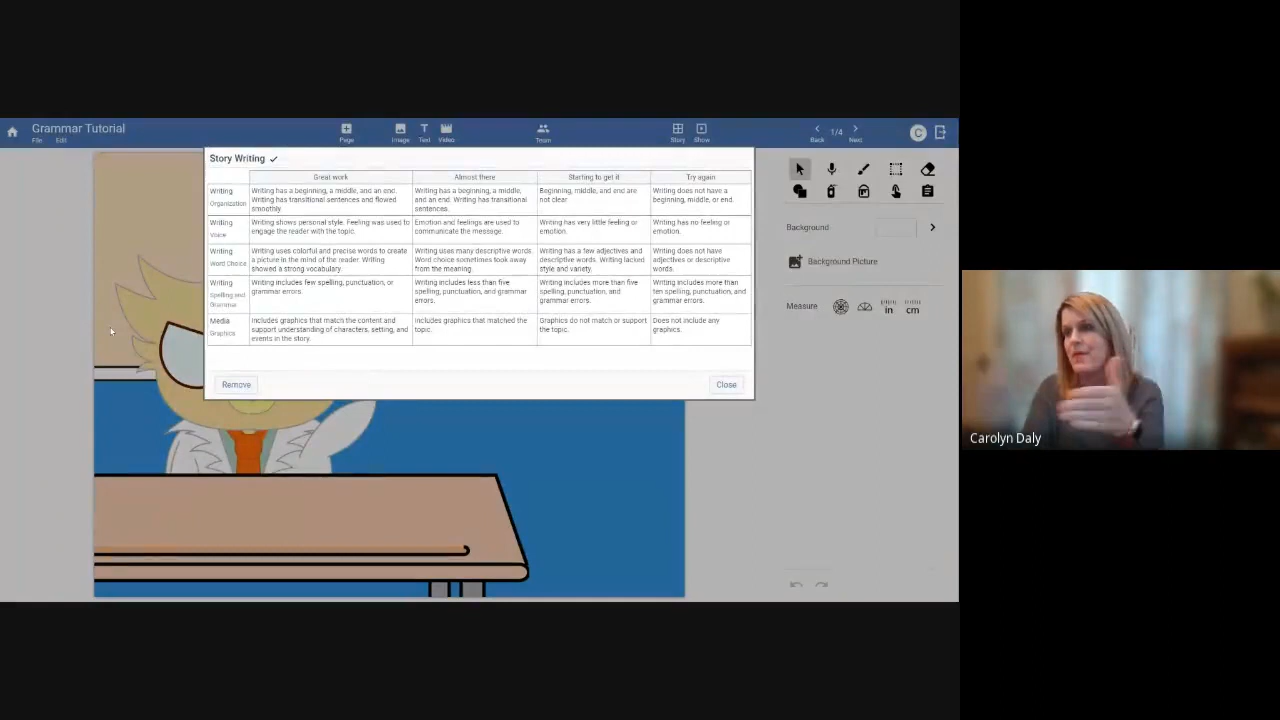 Grammar Tutorial
File Edit
Page
Image Text Video
Team
Story Show
Back 1/4 Next
C
Story Writing
Great work Almost there Starting to get it Try again
Writing
Organization
Writing has a beginning, a middle, and an end.
Writing has transitional sentences and flowed
smoothly.
Writing has a beginning, a middle,
and an end. Writing has transitional
sentences.
Beginning, middle, and end are
not clear
Writing does not have a
beginning, middle, or end.
Writing
Voice
Writing shows personal style. Feeling was used to
engage the reader with the topic.
Emotion and feelings are used to
communicate the message.
Writing has very little feeling or
emotion.
Writing has no feeling or
emotion.
Writing
Word Choice
Writing uses colorful and precise words to create
a picture in the mind of the reader. Writing
showed a strong vocabulary.
Writing uses many descriptive words.
Word choice sometimes took away
from the meaning.
Writing has a few adjectives and
descriptive words. Writing lacked
style and variety.
Writing does not have
adjectives or descriptive
words.
Writing
Spelling and
Grammar
Writing includes few spelling, punctuation, or
grammar errors.
Writing includes less than five
spelling, punctuation, and grammar
errors.
Writing includes more than five
spelling, punctuation, and
grammar errors.
Writing includes more than
ten spelling, punctuation, and
grammar errors.
Media
Graphics
Includes graphics that match the content and
support understanding of characters, setting, and
events in the story.
Includes graphics that matched the
topic.
Graphics do not match or support
the topic.
Does not include any
graphics.
Remove Close
Background
Background Picture
Measure
in cm
Carolyn Daly